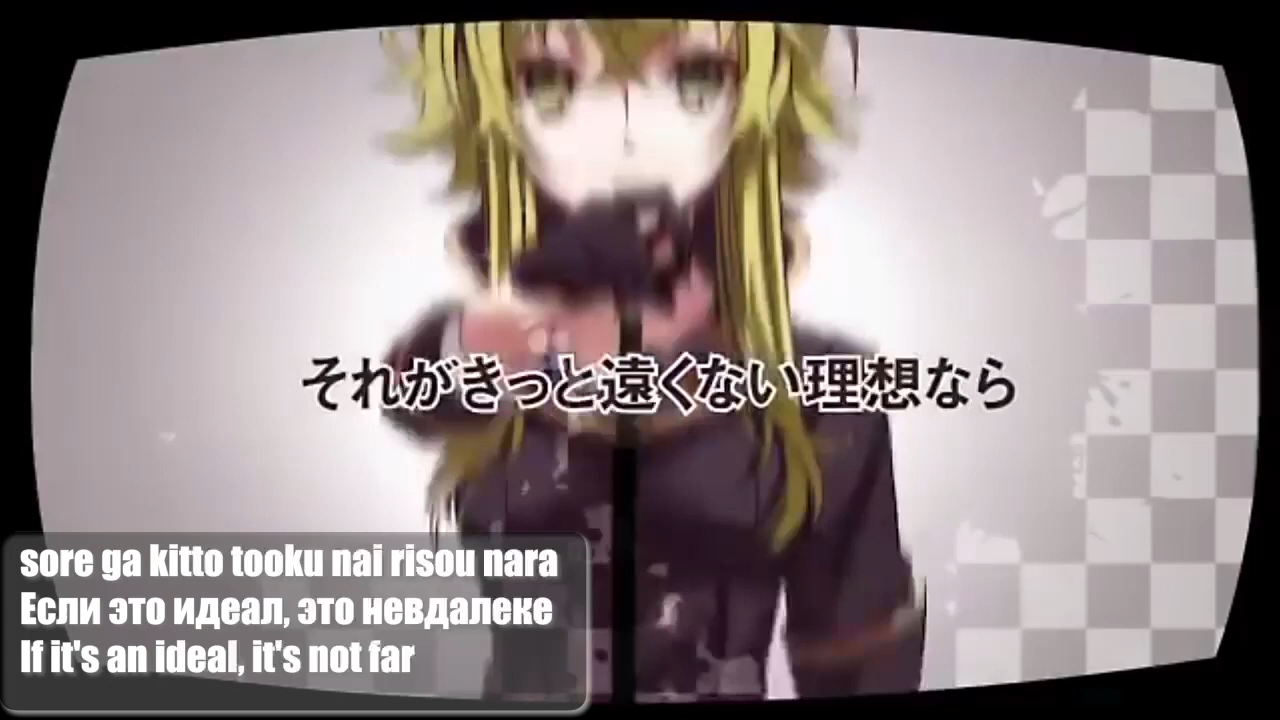 それがきっと遠くない理想なら
sore ga kitto tooku nai risou nara
Если это идеал, это невдалеке
If it's an ideal, it's not far